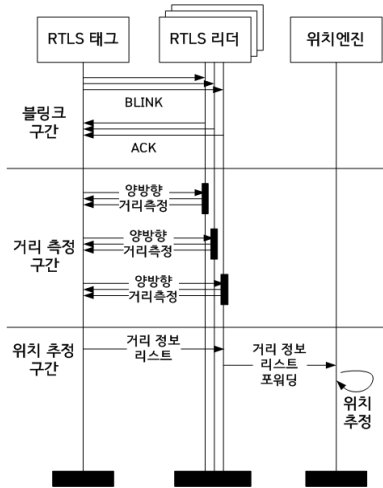 RTLS 태그
RTLS 리더
위치엔진
BLINK
블링크
구간
ACK
양방향
거리측정
양방향
거리측정
거리 측정
구간
양방향
거리측정
위치 추정
구간
거리 정보
리스트
거리 정보
리스트
포워딩
위치
추정